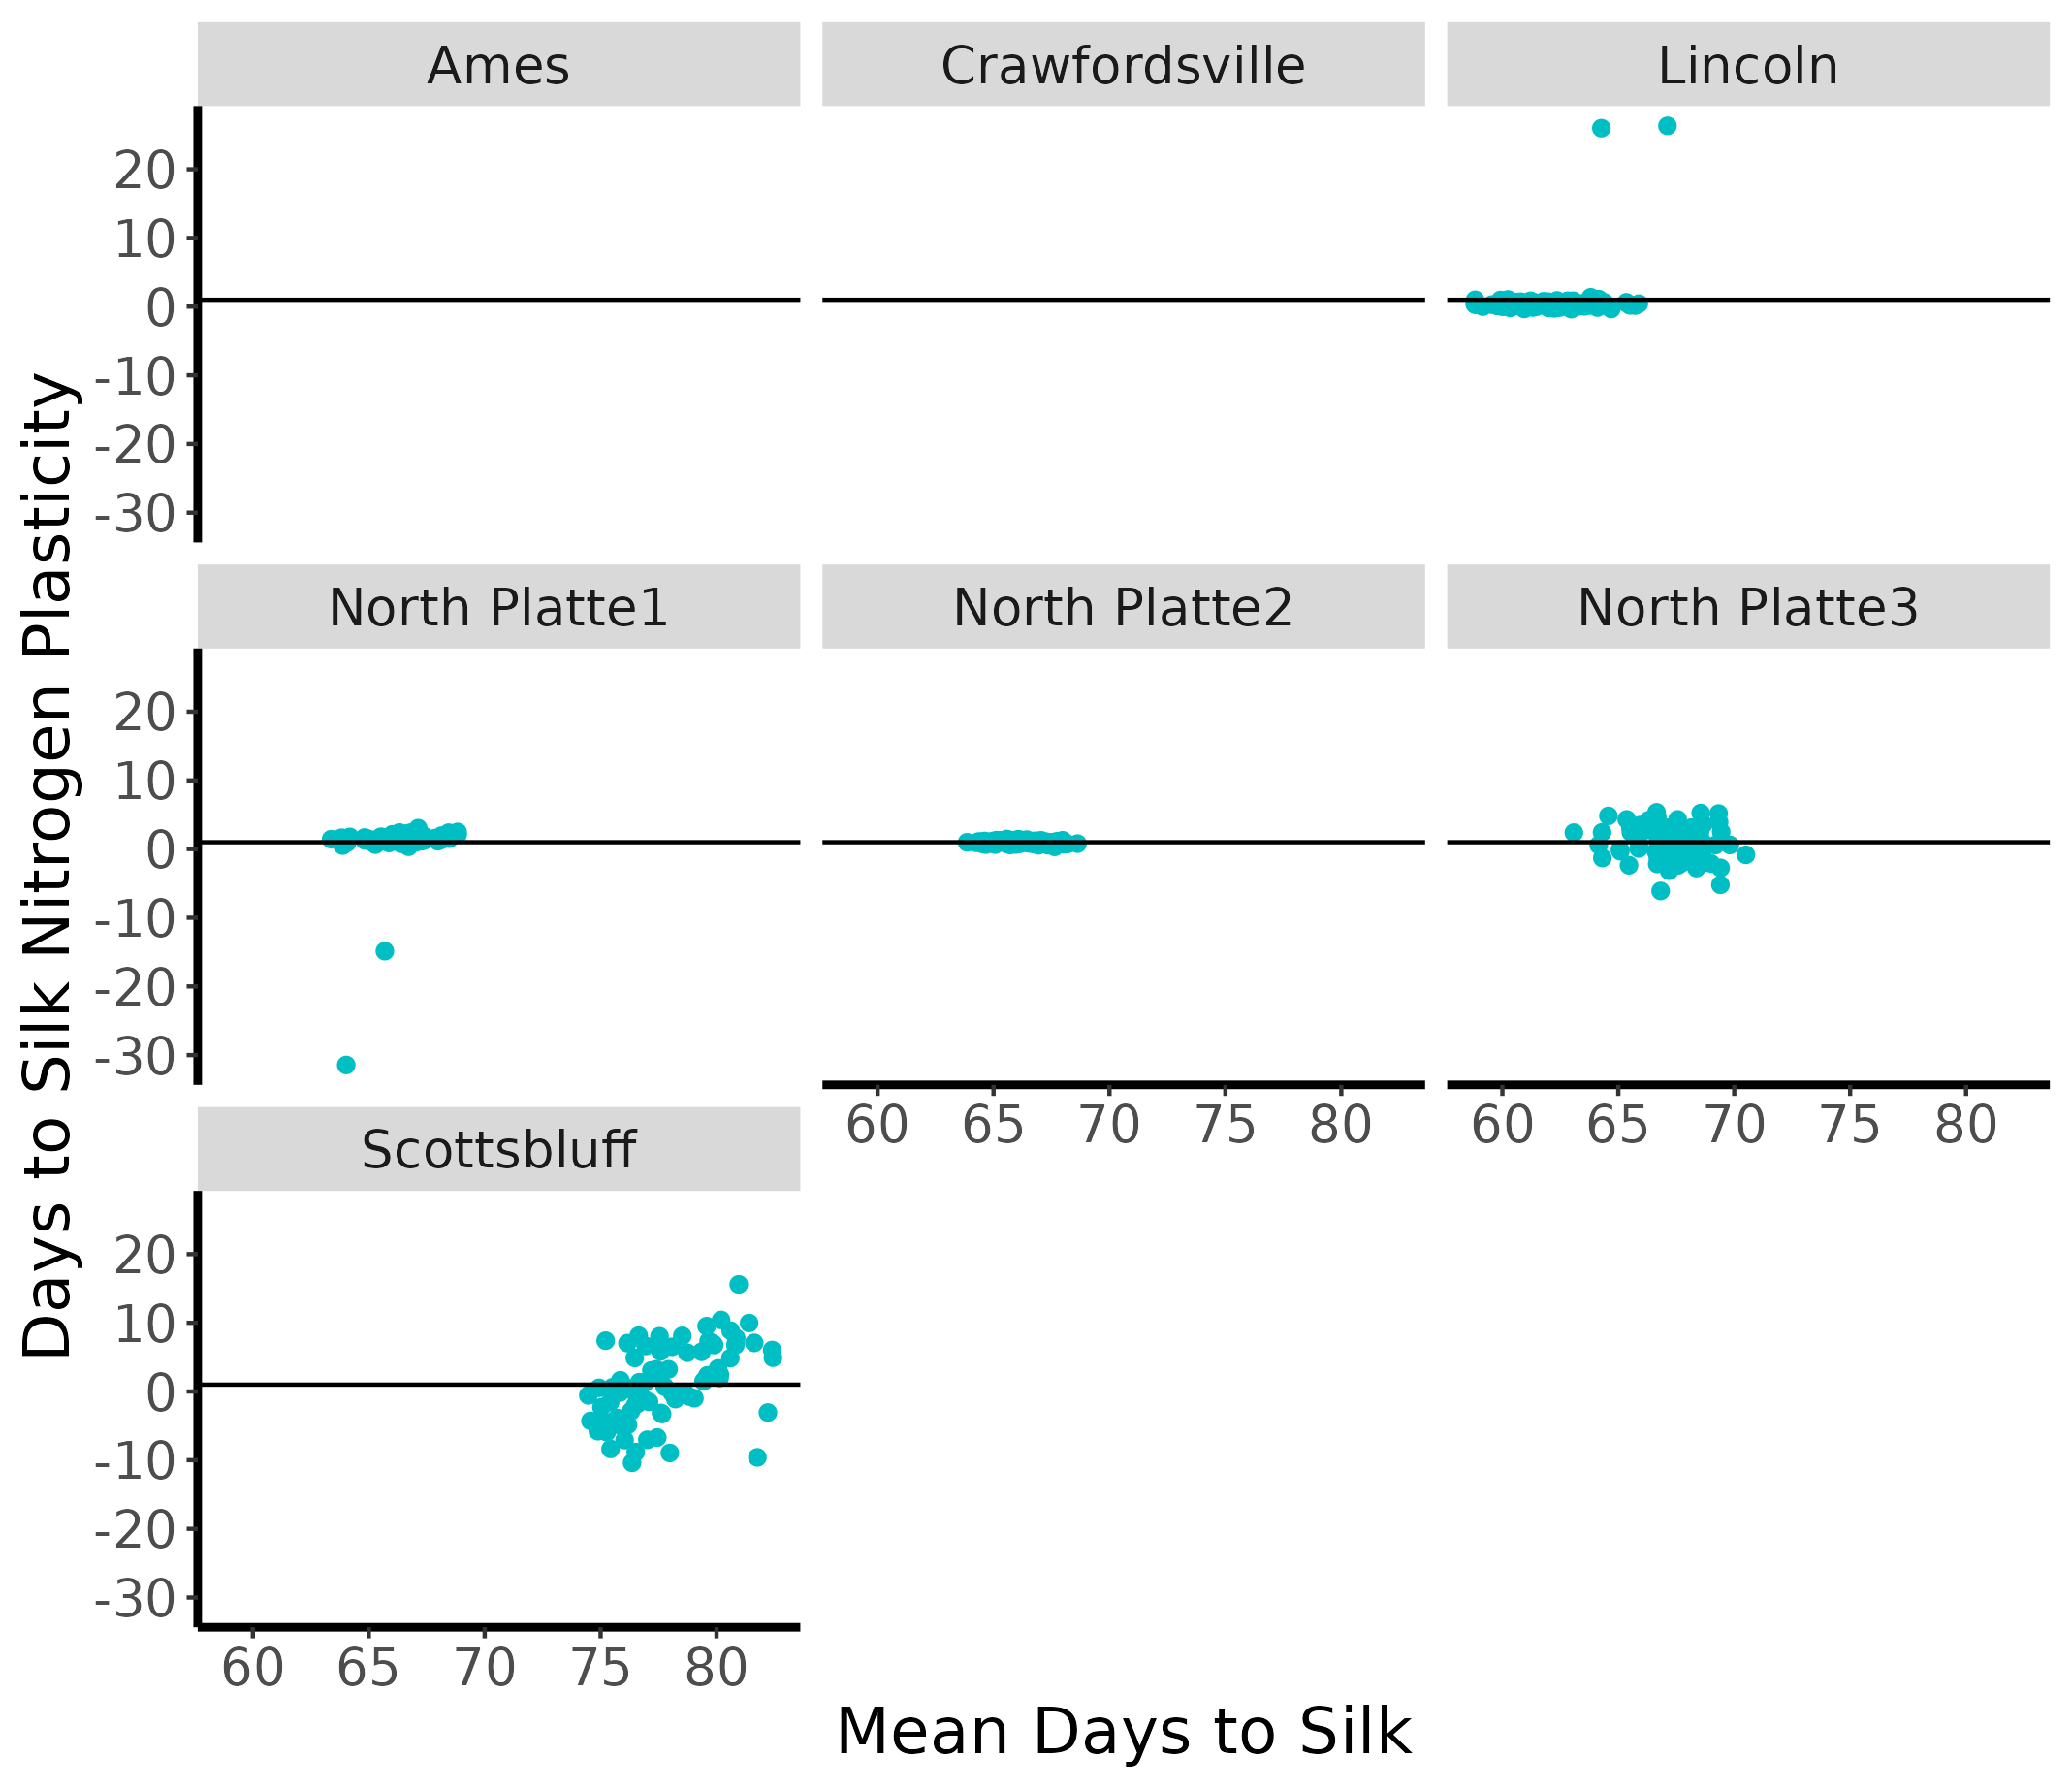 Ames
Crawfordsville
Lincoln
20
10
0
-10
-20
-30
North Platte1
North Platte2
North Platte3
20
10
0
-10
-20
-30
60 65 70 75 80
60 65 70 75 80
Scottsbluff
20
10
0
-10
-20
-30
60 65 70 75 80
Mean Days to Silk
Days to Silk Nitrogen Plasticity